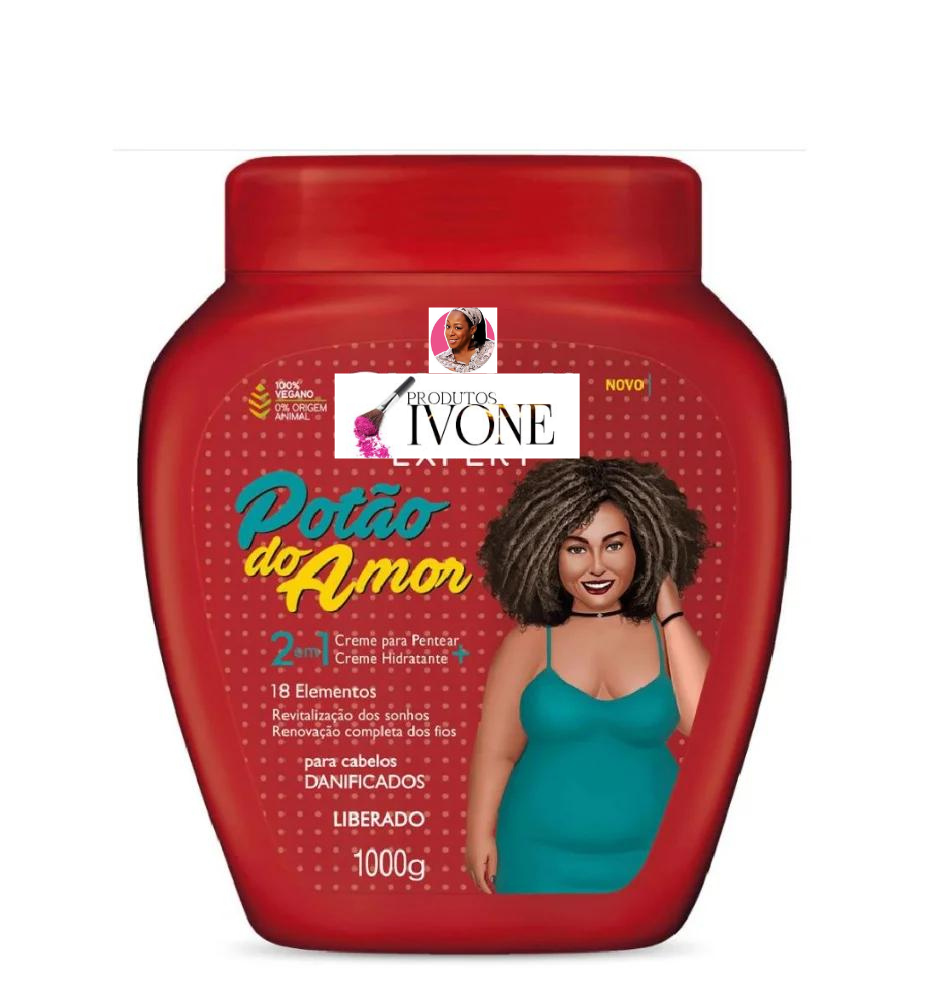 100%
VEGANO
0% ORIGEM
ANIMAL
PRODUTOS
IVONE
NOVO
EXPERT
Potão
do Amor
2 em 1 Creme para Pentear
Creme Hidratante +
18 Elementos
Revitalização dos sonhos
Renovação completa dos fios
para cabelos
DANIFICADOS
LIBERADO
1000g